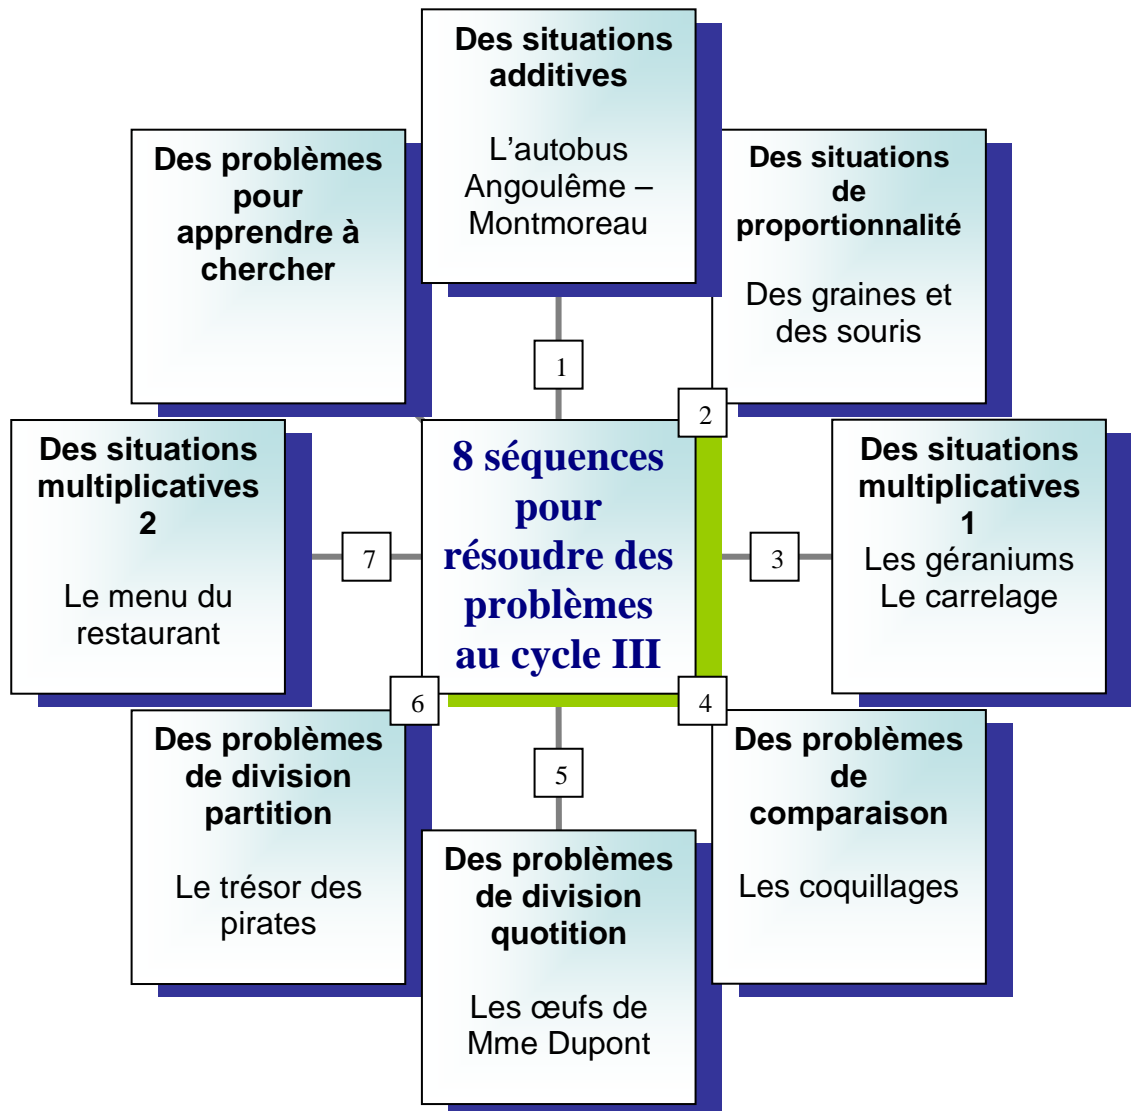 Des situations
additives
L'autobus
Angoulême –
Montmoreau
Des problèmes
pour
apprendre à
chercher
Des situations
de
proportionnalité
Des graines et
des souris
1
2
Des situations
multiplicatives
2
Le menu du
restaurant
7
8 séquences
pour
résoudre des
problèmes
au cycle III
3
Des situations
multiplicatives
1
Les géraniums
Le carrelage
6
4
Des problèmes
de division
partition
Le trésor des
pirates
5
Des problèmes
de division
quotition
Les œufs de
Mme Dupont
Des problèmes
de
comparaison
Les coquillages